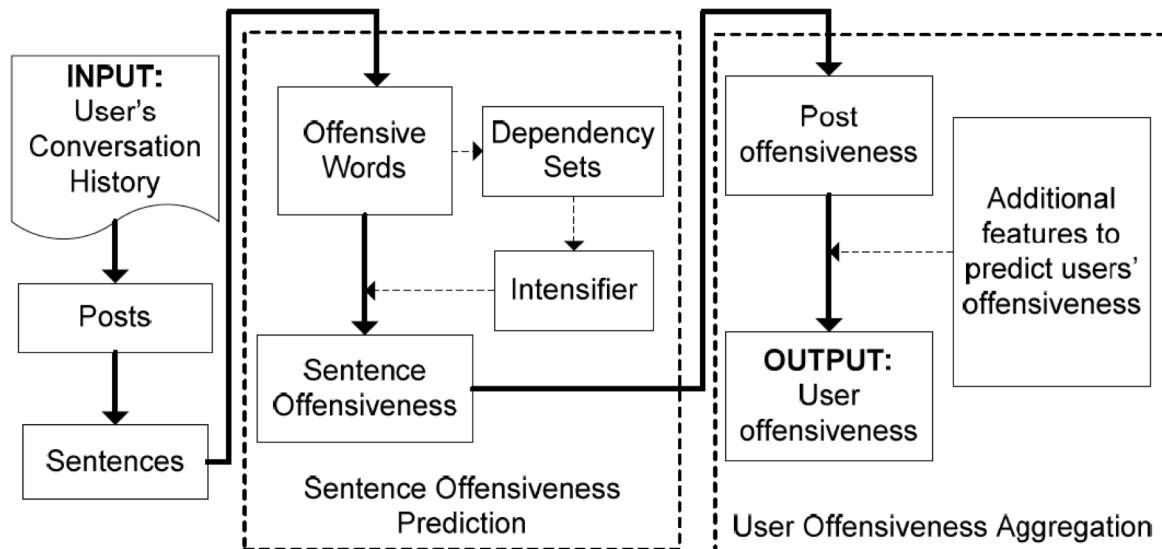 INPUT:
User's
Conversation
History
Posts
Sentences
Offensive
Words
Dependency
Sets
Intensifier
Sentence
Offensiveness
Sentence Offensiveness
Prediction
Post
offensiveness
Additional
features to
predict users'
offensiveness
OUTPUT:
User
offensiveness
User Offensiveness Aggregation